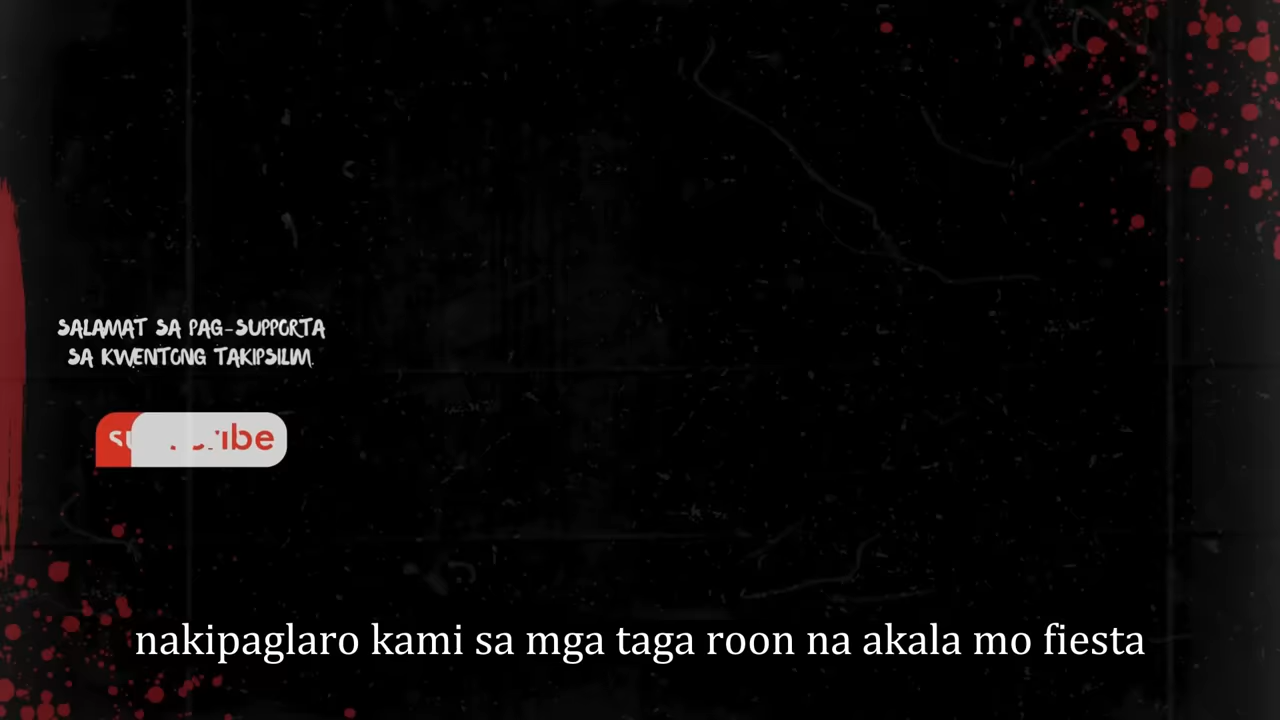 SALAMAT SA PAG-SUPPORTA
SA KWENTONG TAKIPSILIM
nakipaglaro kami sa mga taga roon na akala mo fiesta